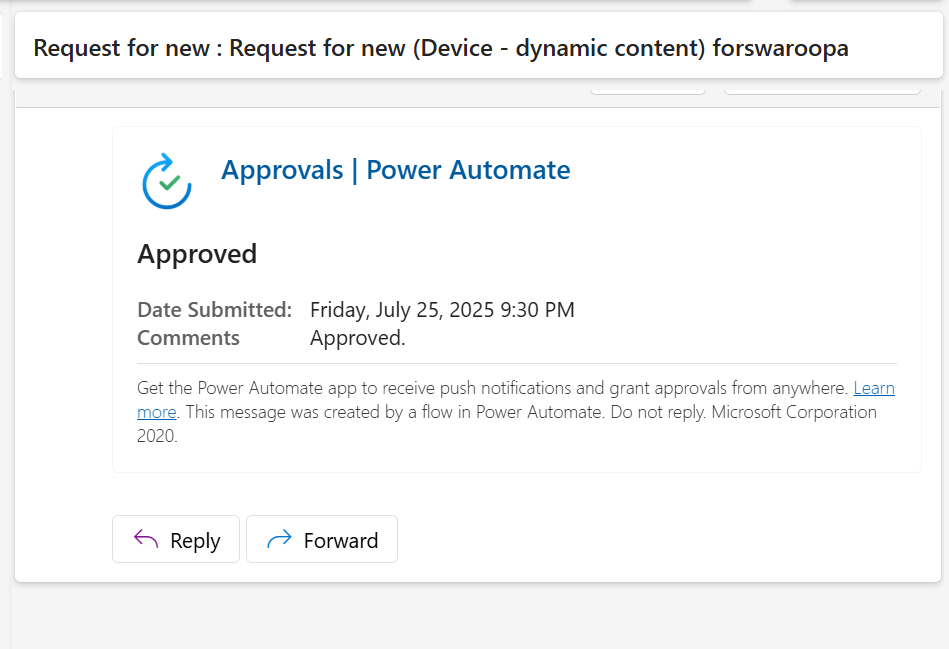 Request for new : Request for new (Device - dynamic content) forswaroopa
Approvals | Power Automate
Approved
Date Submitted: Friday, July 25, 2025 9:30 PM
Comments Approved.
Get the Power Automate app to receive push notifications and grant approvals from anywhere. Learn
more. This message was created by a flow in Power Automate. Do not reply. Microsoft Corporation
2020.
Reply Forward